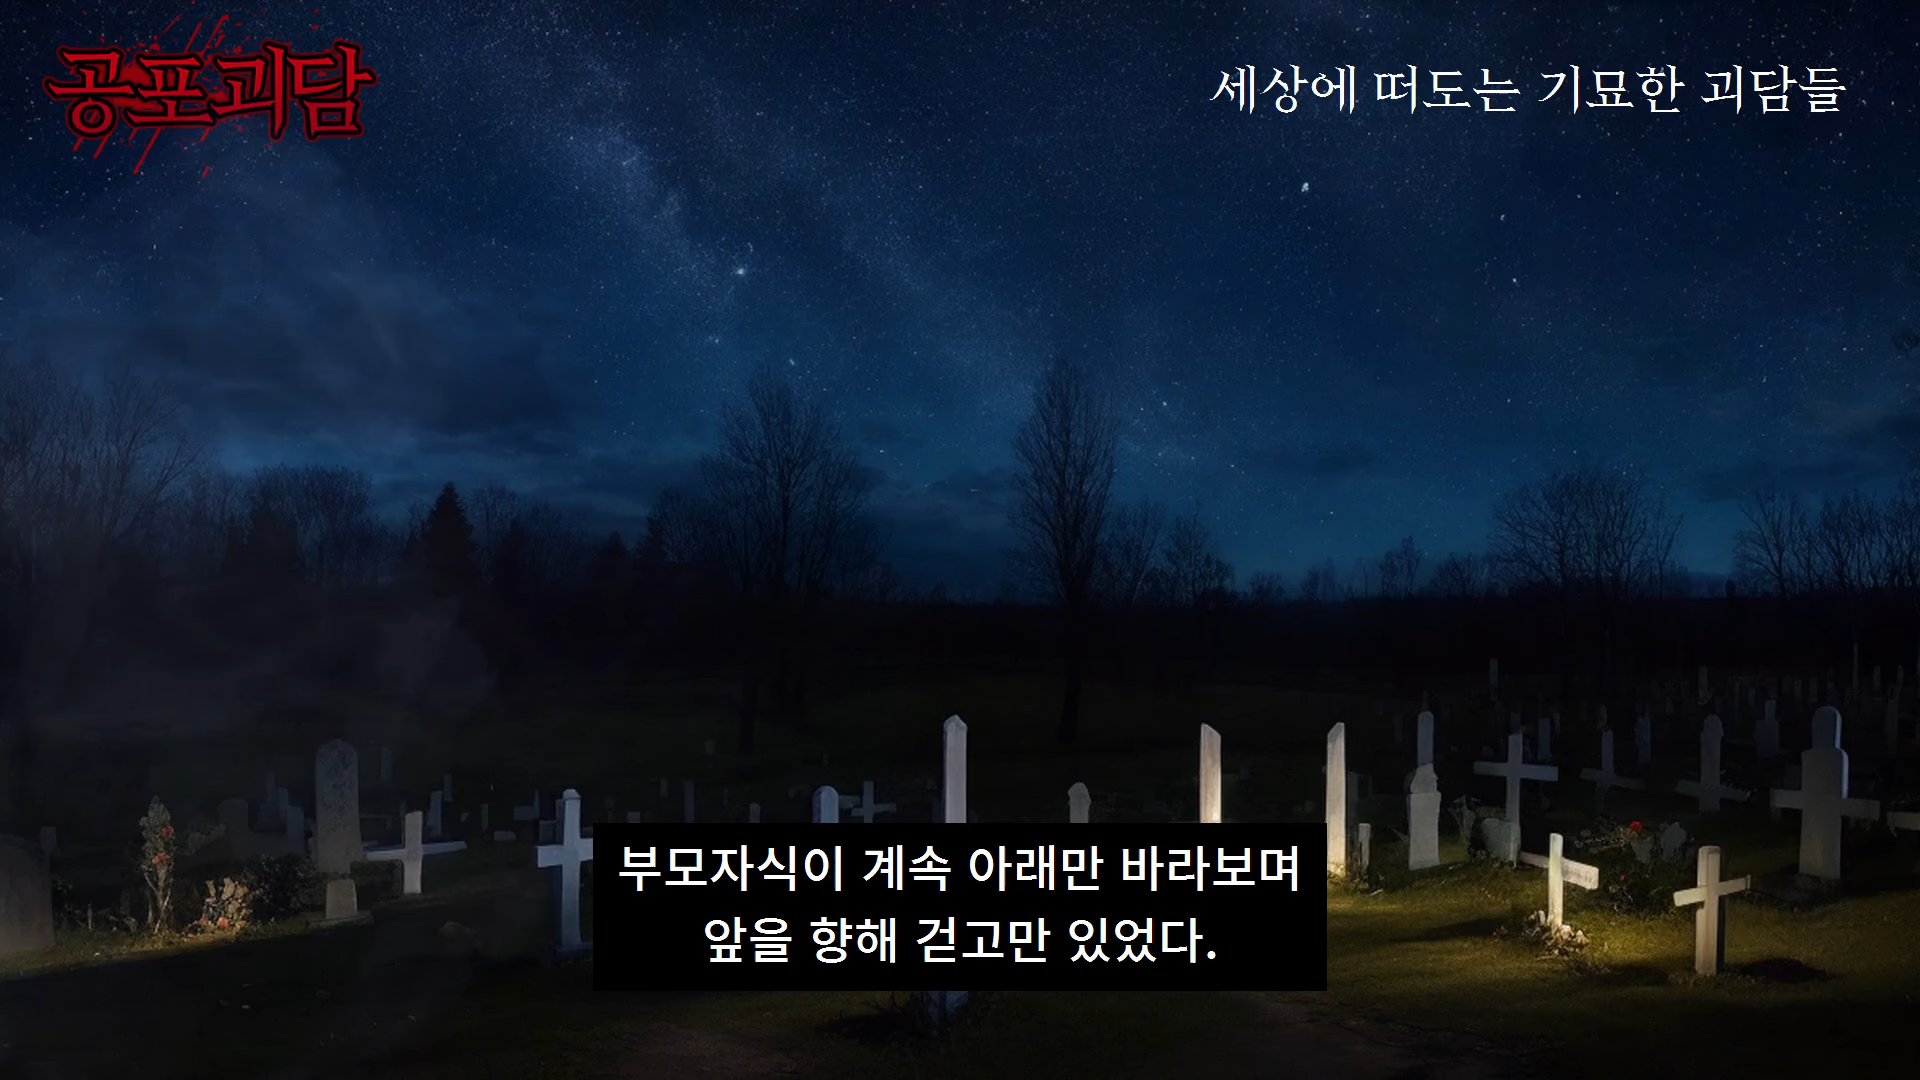 공포괴담
세상에 떠도는 기묘한 괴담들
부모자식이 계속 아래만 바라보며
앞을 향해 걷고만 있었다.